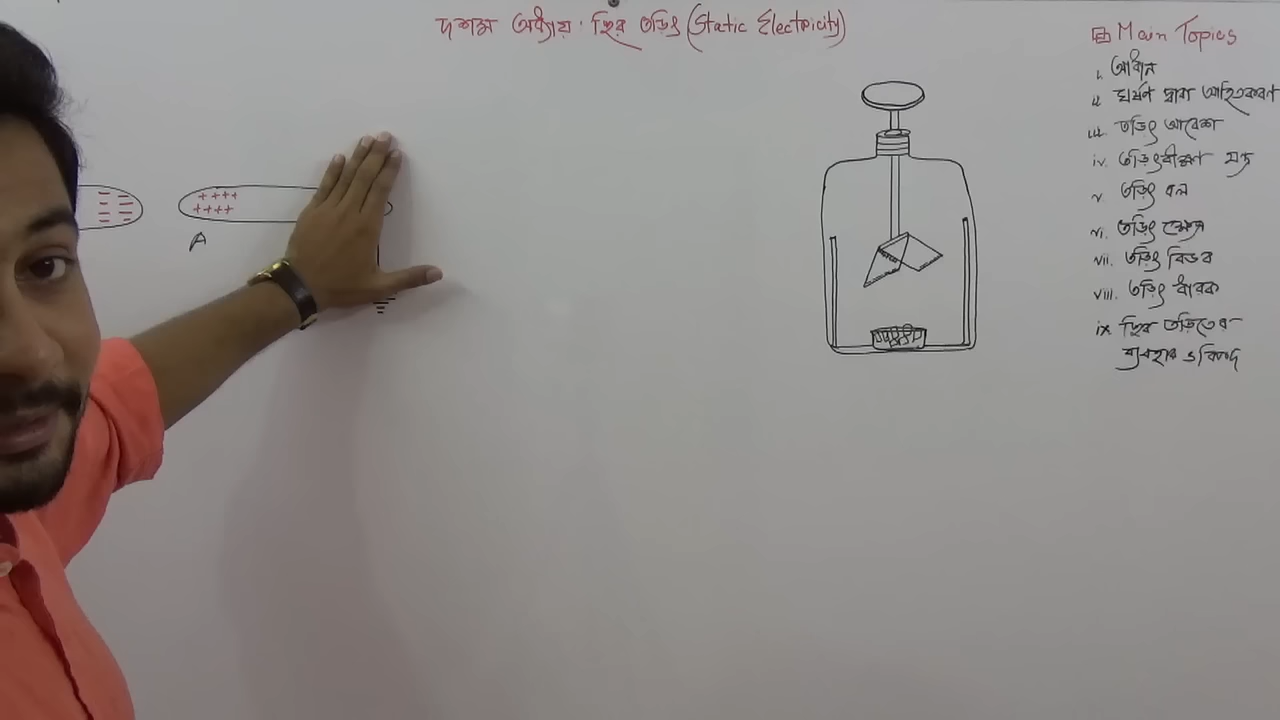 দশম অধ্যায়ঃ স্থির তড়িৎ (Static Electricity)
Main Topics
i. আধান
ii. ঘর্ষণ দ্বারা আহিতকরণ
iii. তড়িৎ আবেশ
iv. তড়িৎবীক্ষণ যন্ত্র
v. তড়িৎ বল
vi. তড়িৎ ক্ষেত্র
vii. তড়িৎ বিভব
viii. তড়িৎ ধারক
ix. স্থির তড়িতের
ব্যবহার ও বিপদ
++++
++++
A